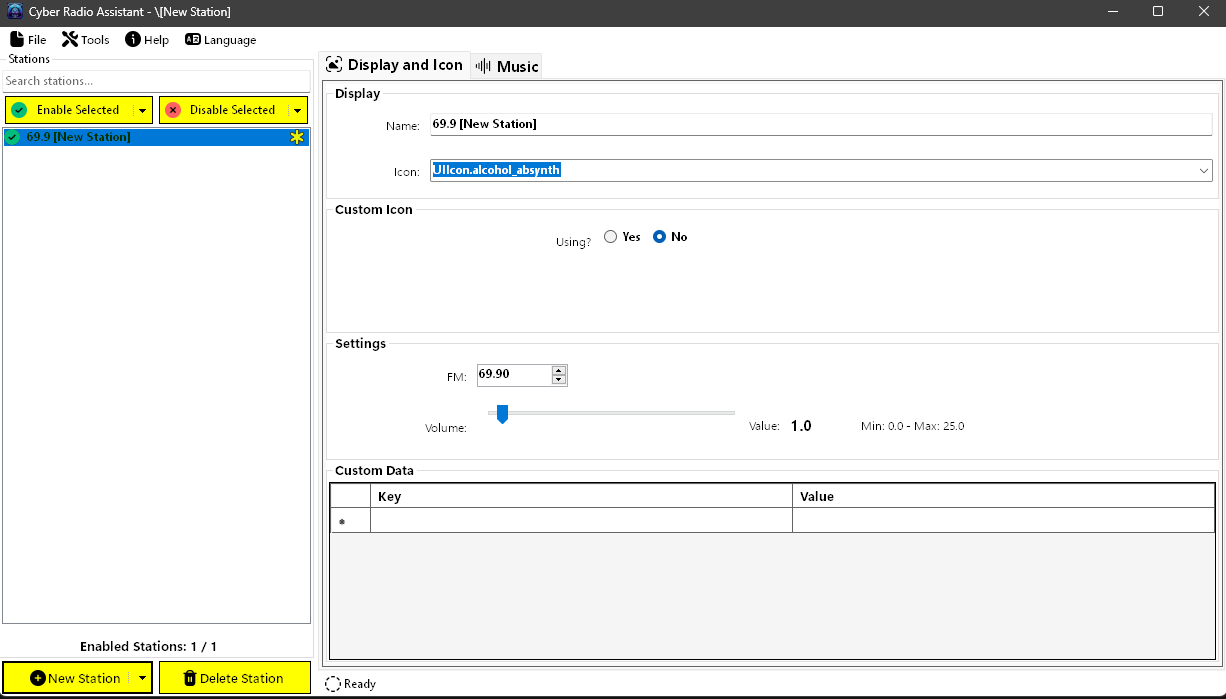 Cyber Radio Assistant - \[New Station]
File Tools Help Language
Stations
Search stations...
Enable Selected Disable Selected
69.9 [New Station]
Enabled Stations: 1 / 1
New Station Delete Station
Display and Icon Music
Display
Name: 69.9 [New Station]
Icon: UIIcon.alcohol_absynth
Custom Icon
Using? Yes No
Settings
FM: 69.90
Volume: Value: 1.0 Min: 0.0 - Max: 25.0
Custom Data
Key Value
*
Ready